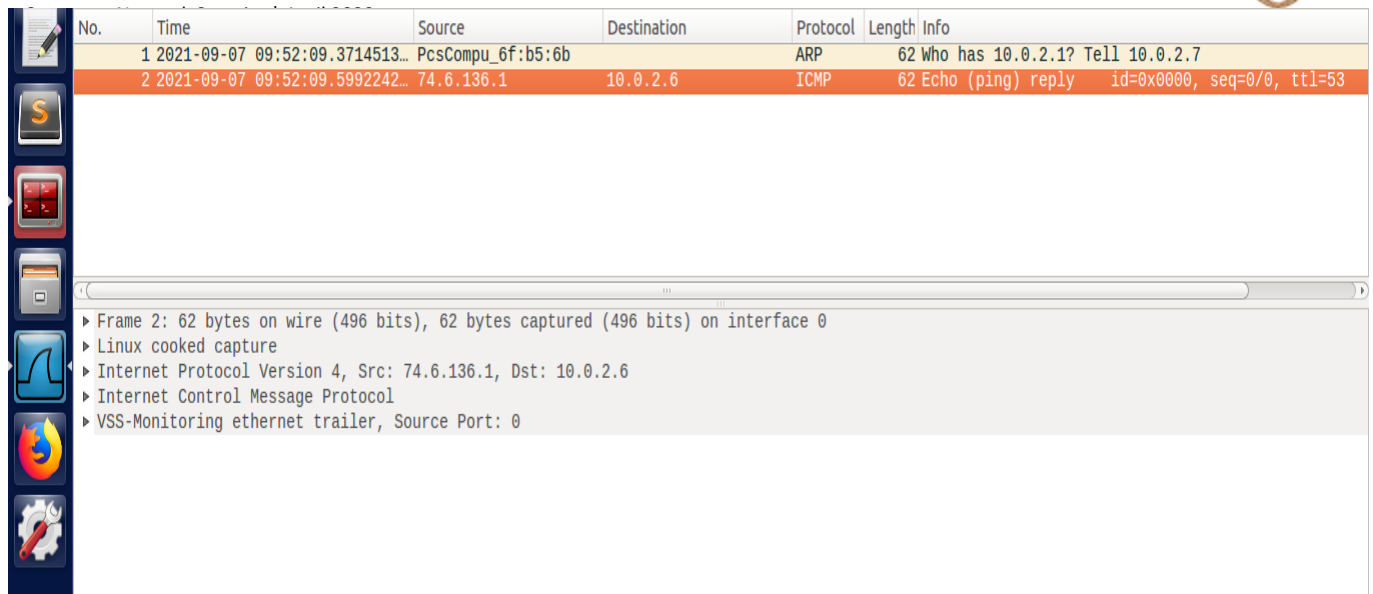 No. Time Source Destination Protocol Length Info
1 2021-09-07 09:52:09.3714513… PcsCompu_6f:b5:6b ARP 62 Who has 10.0.2.1? Tell 10.0.2.7
2 2021-09-07 09:52:09.5992242… 74.6.136.1 10.0.2.6 ICMP 62 Echo (ping) reply id=0x0000, seq=0/0, ttl=53
Frame 2: 62 bytes on wire (496 bits), 62 bytes captured (496 bits) on interface 0
Linux cooked capture
Internet Protocol Version 4, Src: 74.6.136.1, Dst: 10.0.2.6
Internet Control Message Protocol
VSS-Monitoring ethernet trailer, Source Port: 0